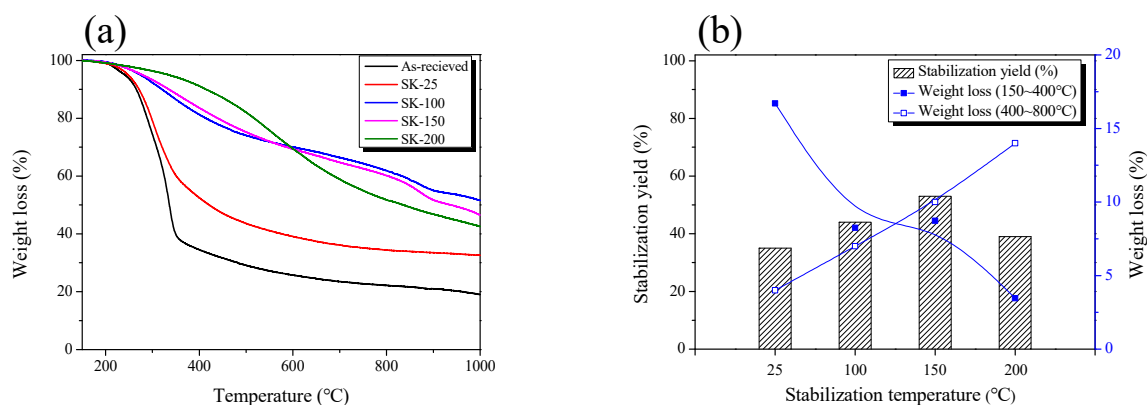 (a)
Weight loss (%)
100
80
60
40
20
0
As-recieved
SK-25
SK-100
SK-150
SK-200
200
400
600
800
1000
Temperature (℃)
(b)
Stabilization yield (%)
100
80
60
40
20
0
Stabilization yield (%)
Weight loss (150~400℃)
Weight loss (400~800℃)
20
15
10
5
0
Weight loss (%)
25
100
150
200
Stabilization temperature (℃)